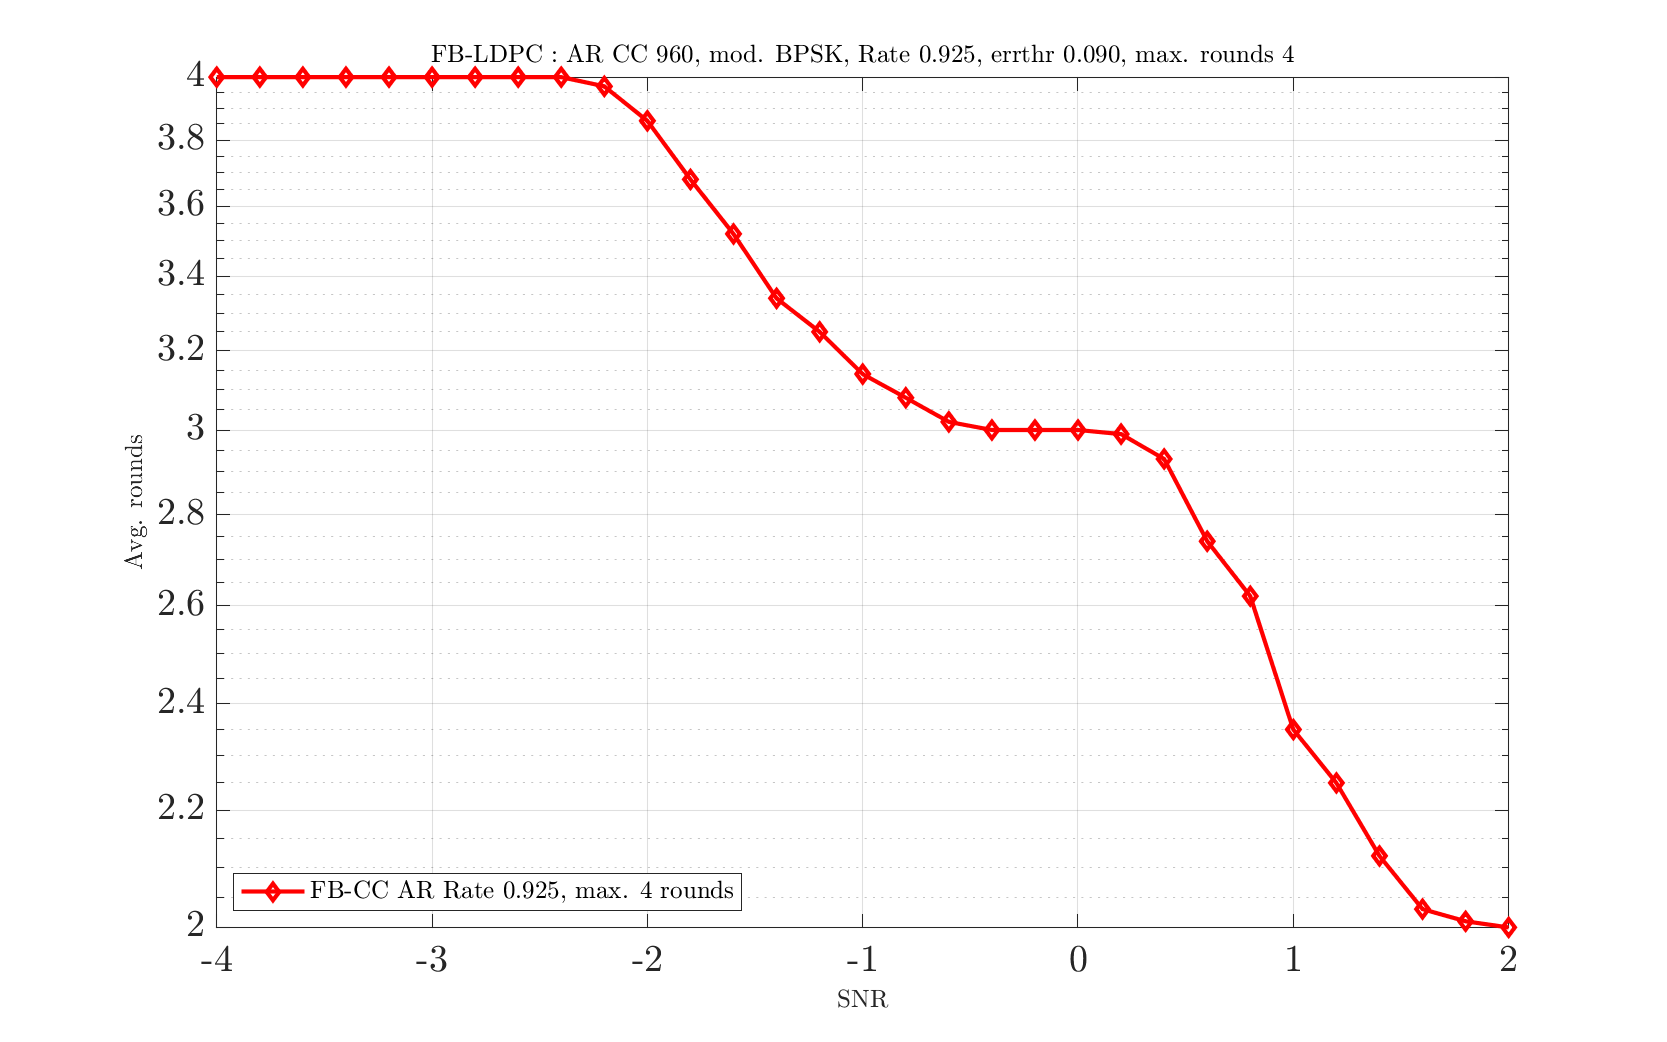 FB-LDPC : AR CC 960, mod. BPSK, Rate 0.925, errthr 0.090, max. rounds 4
4
3.8
3.6
3.4
3.2
3
2.8
2.6
2.4
2.2
2
Avg. rounds
FB-CC AR Rate 0.925, max. 4 rounds
-4 -3 -2 -1 0 1 2
SNR